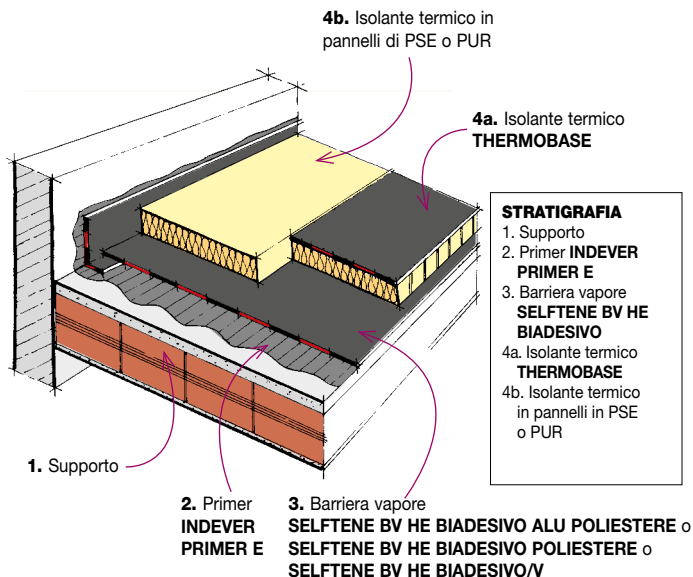 4b. Isolante termico in
pannelli di PSE o PUR
4a. Isolante termico
THERMOBASE
STRATIGRAFIA
1. Supporto
2. Primer INDEVER
PRIMER E
3. Barriera vapore
SELFTENE BV HE
BIADESIVO
4a. Isolante termico
THERMOBASE
4b. Isolante termico
in pannelli in PSE
o PUR
1. Supporto
2. Primer
INDEVER
PRIMER E
3. Barriera vapore
SELFTENE BV HE BIADESIVO ALU POLIESTERE o
SELFTENE BV HE BIADESIVO POLIESTERE o
SELFTENE BV HE BIADESIVO/V